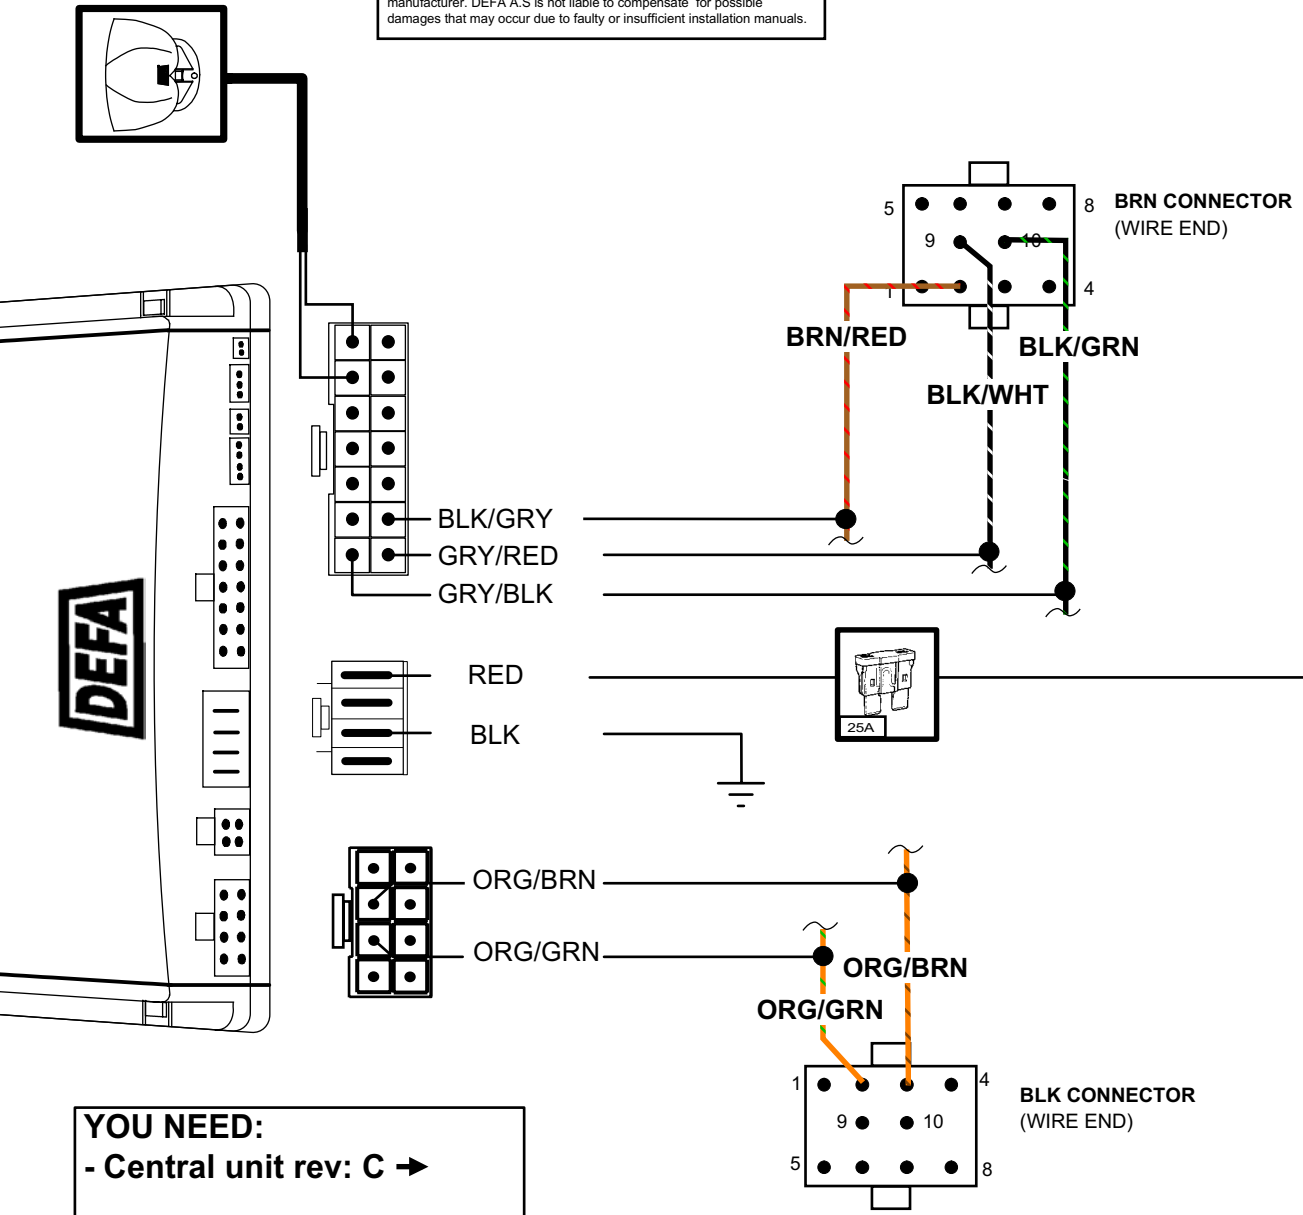 manufacturer. DEFA A.S is not liable to compensate for possible
damages that may occur due to faulty or insufficient installation manuals.
5
8
BRN CONNECTOR
(WIRE END)
9
10
1
4
BRN/RED
BLK/GRN
BLK/WHT
BLK/GRY
GRY/RED
GRY/BLK
DEFA
RED
25A
BLK
ORG/BRN
ORG/GRN
ORG/BRN
ORG/GRN
1
4
BLK CONNECTOR
(WIRE END)
9
10
5
8
YOU NEED:
- Central unit rev: C →